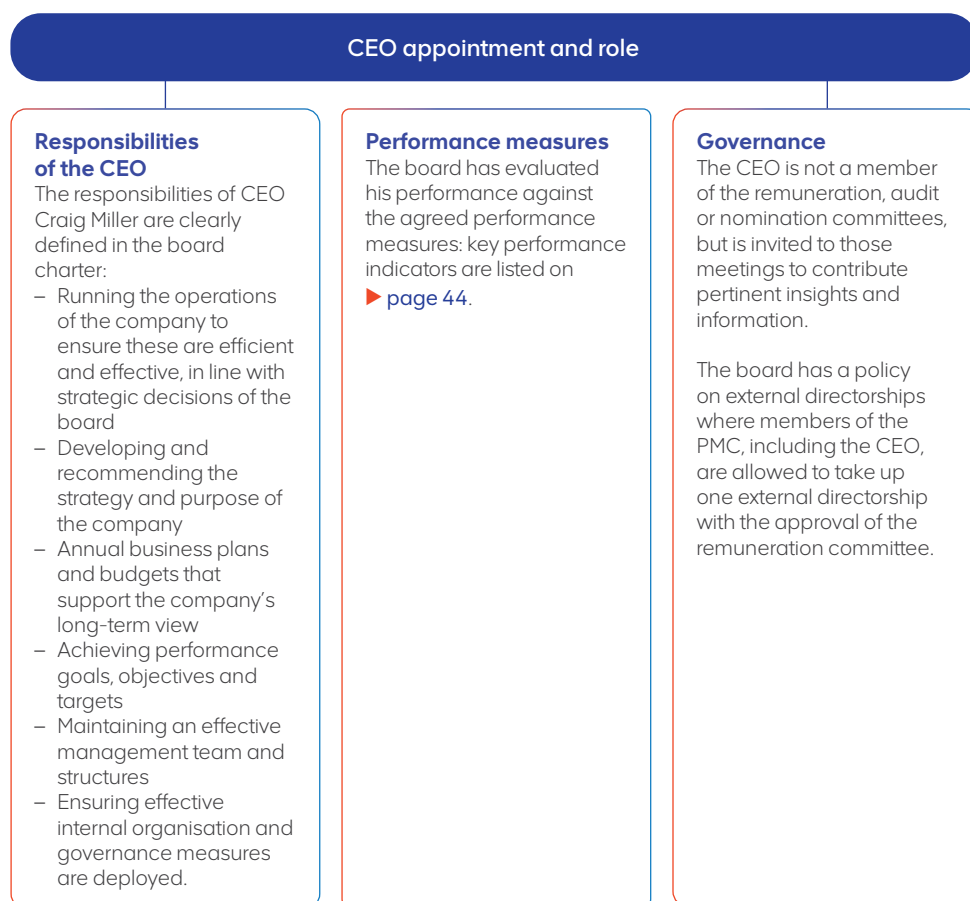 CEO appointment and role
Responsibilities
of the CEO
The responsibilities of CEO
Craig Miller are clearly
defined in the board
charter:
– Running the operations
of the company to
ensure these are efficient
and effective, in line with
strategic decisions of the
board
– Developing and
recommending the
strategy and purpose of
the company
– Annual business plans
and budgets that
support the company’s
long-term view
– Achieving performance
goals, objectives and
targets
– Maintaining an effective
management team and
structures
– Ensuring effective
internal organisation and
governance measures
are deployed.
Performance measures
The board has evaluated
his performance against
the agreed performance
measures: key performance
indicators are listed on
▶ page 44.
Governance
The CEO is not a member
of the remuneration, audit
or nomination committees,
but is invited to those
meetings to contribute
pertinent insights and
information.
The board has a policy
on external directorships
where members of the
PMC, including the CEO,
are allowed to take up
one external directorship
with the approval of the
remuneration committee.